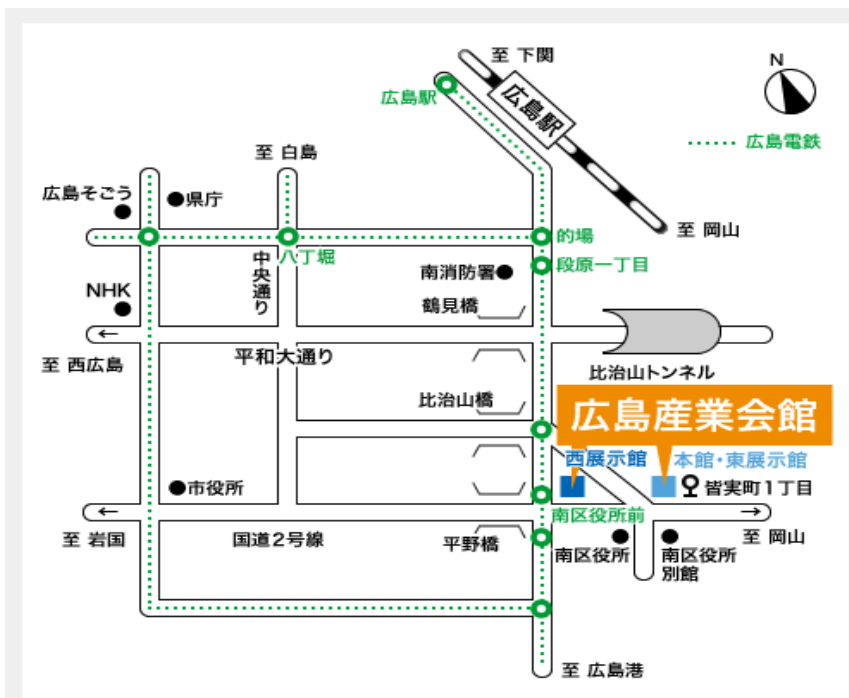 至 下関
N
広島駅
広島駅
広島電鉄
至 白島
広島そごう
県庁
至 岡山
的場
八丁堀
中央通り
段原一丁目
南消防署
NHK
鶴見橋
←
至 西広島
平和大通り
比治山トンネル
比治山橋
広島産業会館
西展示館
本館・東展示館
市役所
皆実町1丁目
←
南区役所前
→
至 岩国
国道2号線
平野橋
南区役所
南区役所
別館
至 岡山
至 広島港